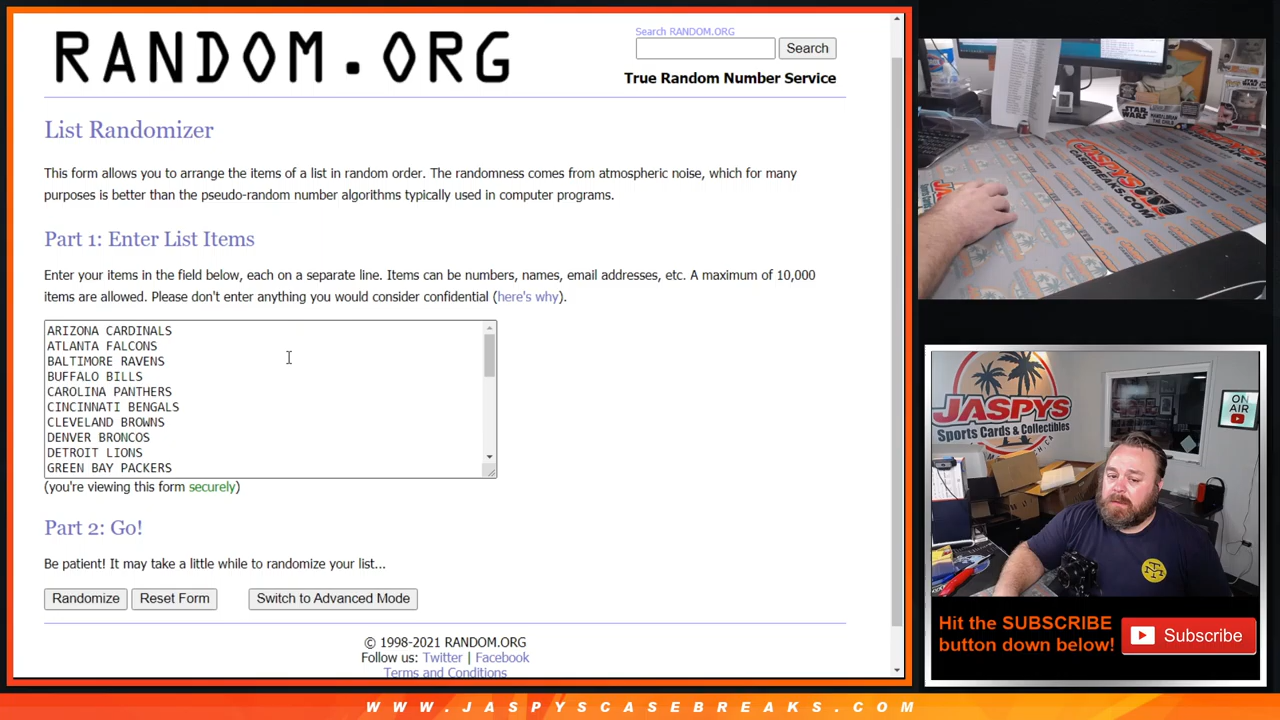 RANDOM.ORG
Search RANDOM.ORG
Search
True Random Number Service
List Randomizer
This form allows you to arrange the items of a list in random order. The randomness comes from atmospheric noise, which for many
purposes is better than the pseudo-random number algorithms typically used in computer programs.
Part 1: Enter List Items
Enter your items in the field below, each on a separate line. Items can be numbers, names, email addresses, etc. A maximum of 10,000
items are allowed. Please don't enter anything you would consider confidential (here's why).
ARIZONA CARDINALS
ATLANTA FALCONS
BALTIMORE RAVENS
BUFFALO BILLS
CAROLINA PANTHERS
CINCINNATI BENGALS
CLEVELAND BROWNS
DENVER BRONCOS
DETROIT LIONS
GREEN BAY PACKERS
(you're viewing this form securely)
Part 2: Go!
Be patient! It may take a little while to randomize your list...
Randomize
Reset Form
Switch to Advanced Mode
© 1998-2021 RANDOM.ORG
Follow us: Twitter | Facebook
Terms and Conditions
STAR WARS
JASPYS
CASEBREAKS.COM
JASPYS
Sports Cards & Collectibles
ON
AIR
Hit the SUBSCRIBE
button down below!
Subscribe
WWW.JASPYSCASEBREAKS.COM